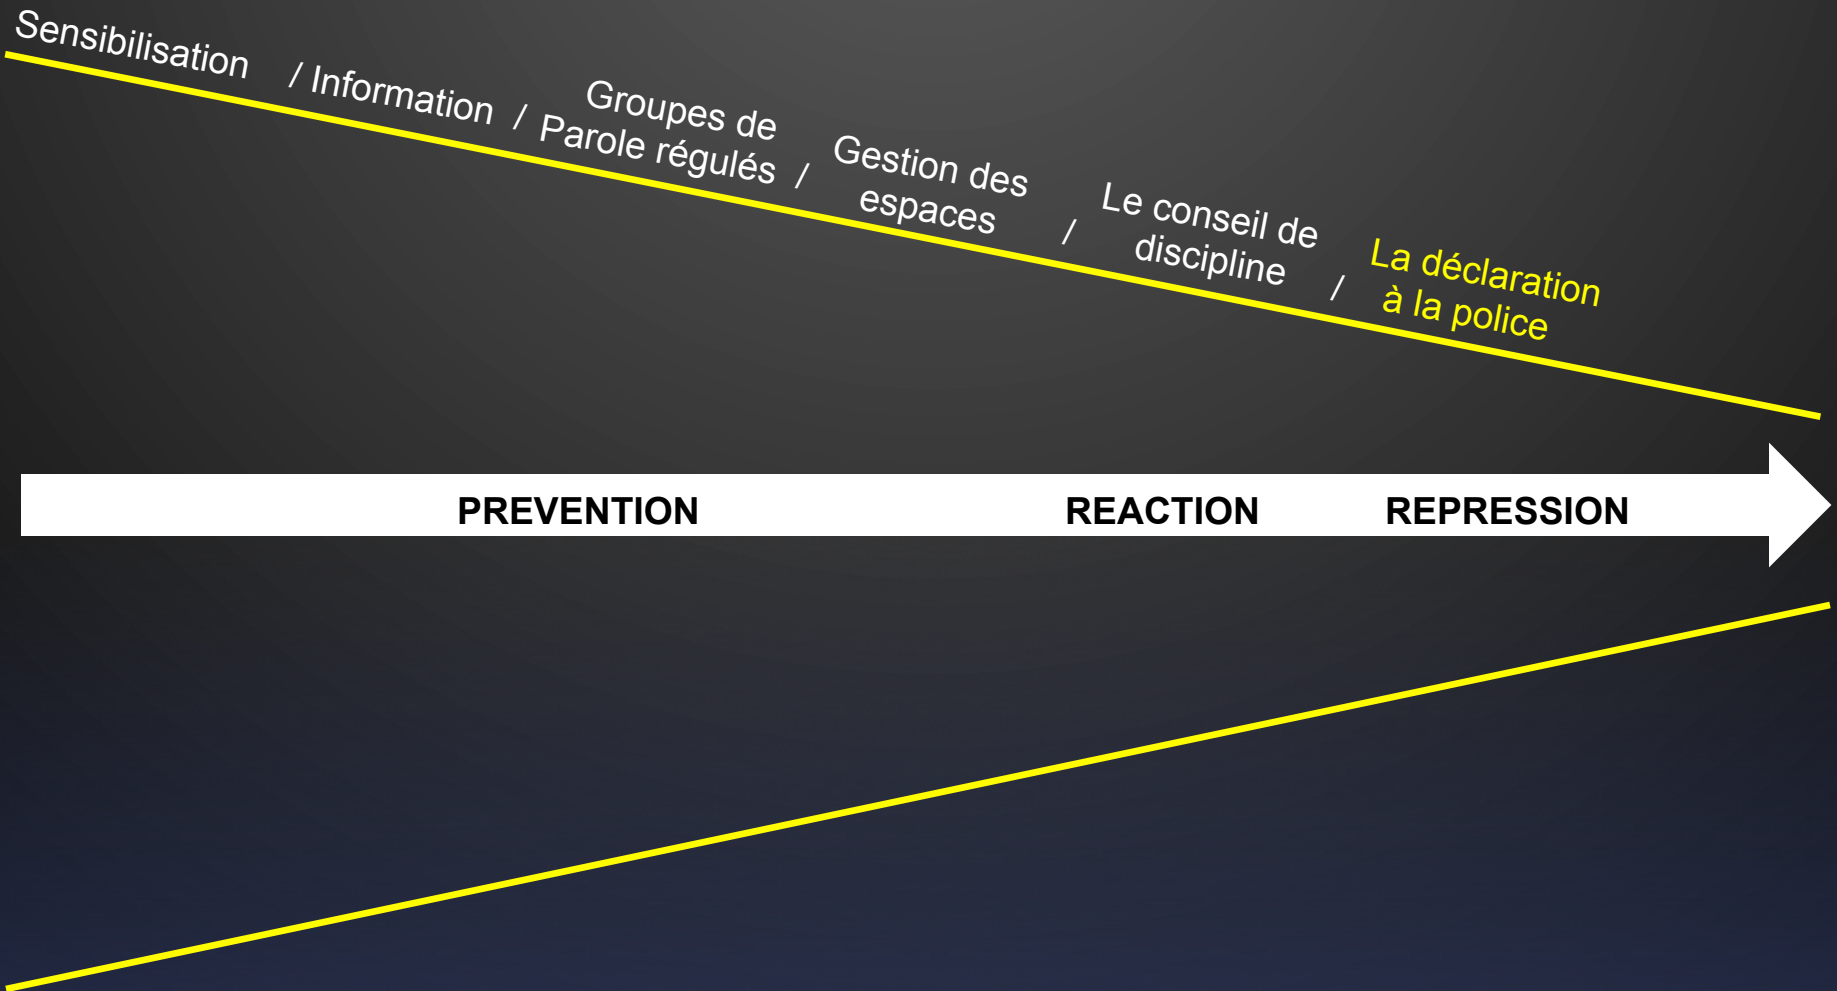 Sensibilisation / Information / Groupes de
Parole régulés / Gestion des
espaces / Le conseil de
discipline / La déclaration
à la police
PREVENTION REACTION REPRESSION